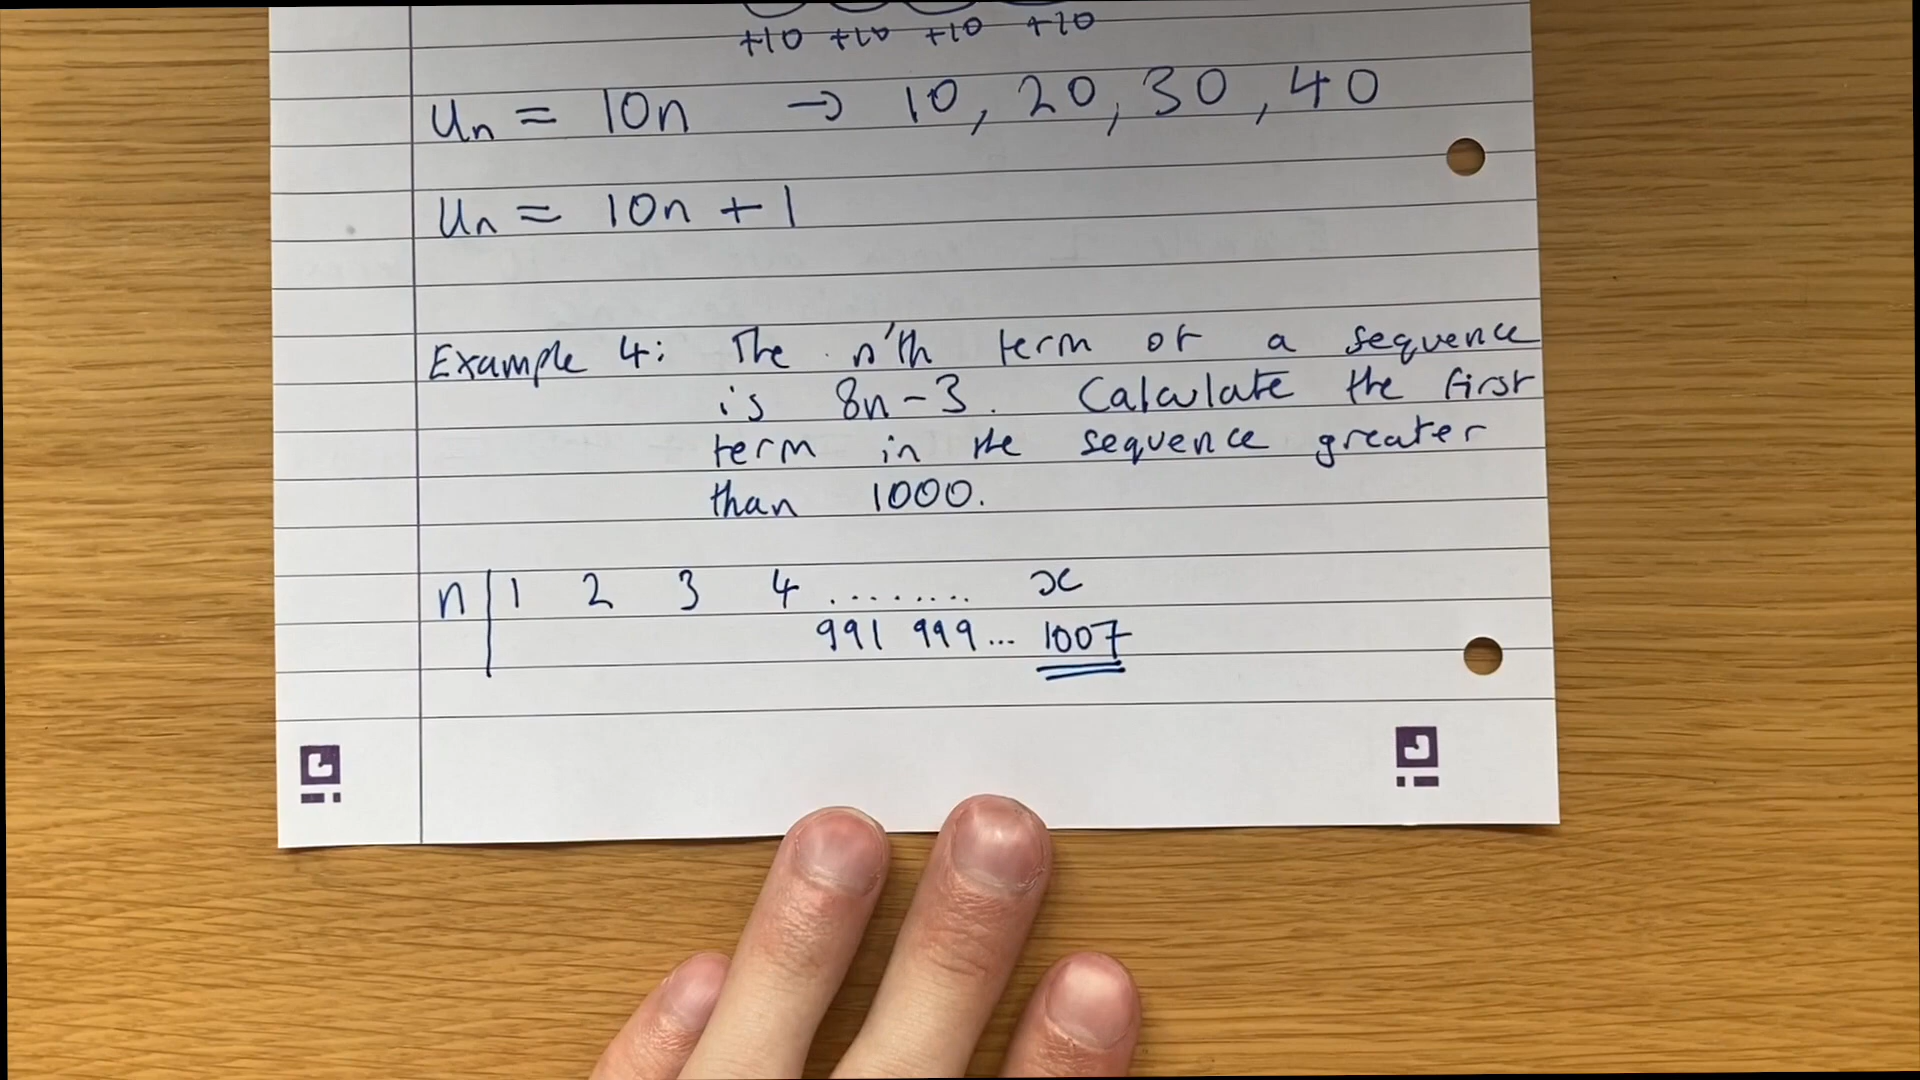 +10 +10 +10 +10
Un = 10n → 10, 20, 30, 40
Un = 10n + 1
Example 4: The n'th term of a sequence
is 8n-3. Calculate the first
term in the sequence greater
than 1000.
n 1 2 3 4 ........ x
991 999... 1007